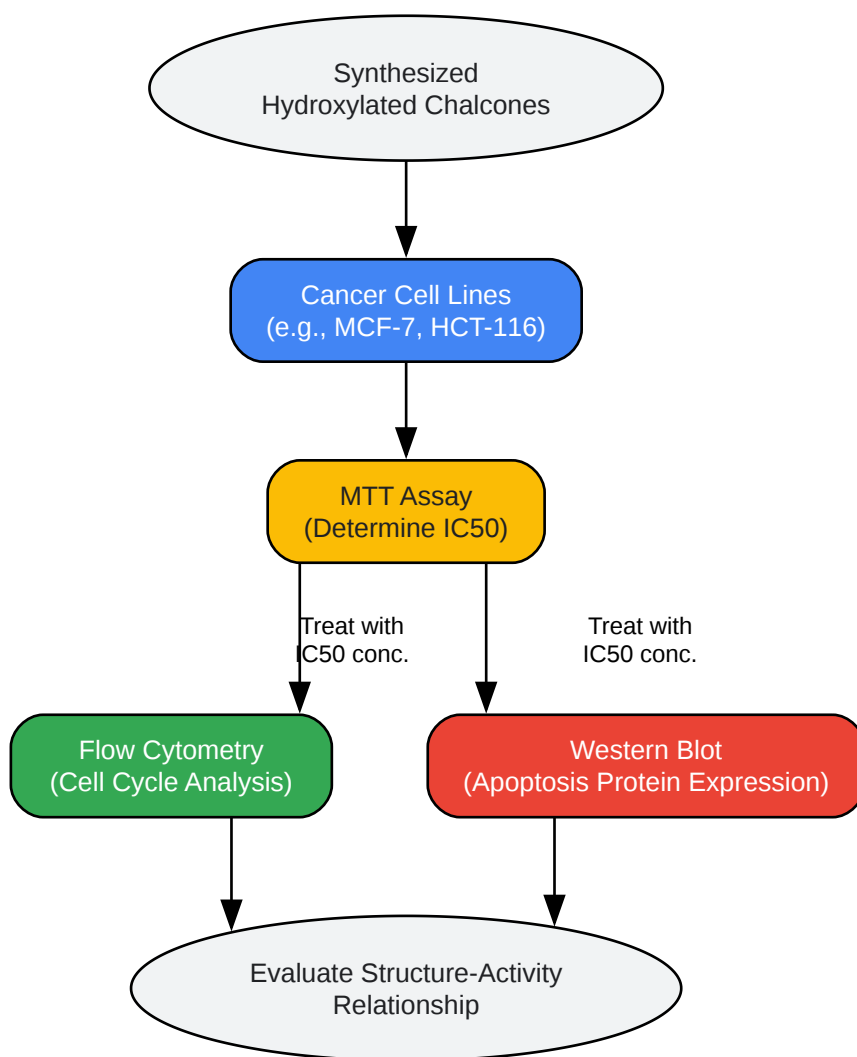 Synthesized
Hydroxylated Chalcones
Cancer Cell Lines
(e.g., MCF-7, HCT-116)
MTT Assay
(Determine IC50)
Treat with
IC50 conc.
Treat with
IC50 conc.
Flow Cytometry
(Cell Cycle Analysis)
Western Blot
(Apoptosis Protein Expression)
Evaluate Structure-Activity
Relationship